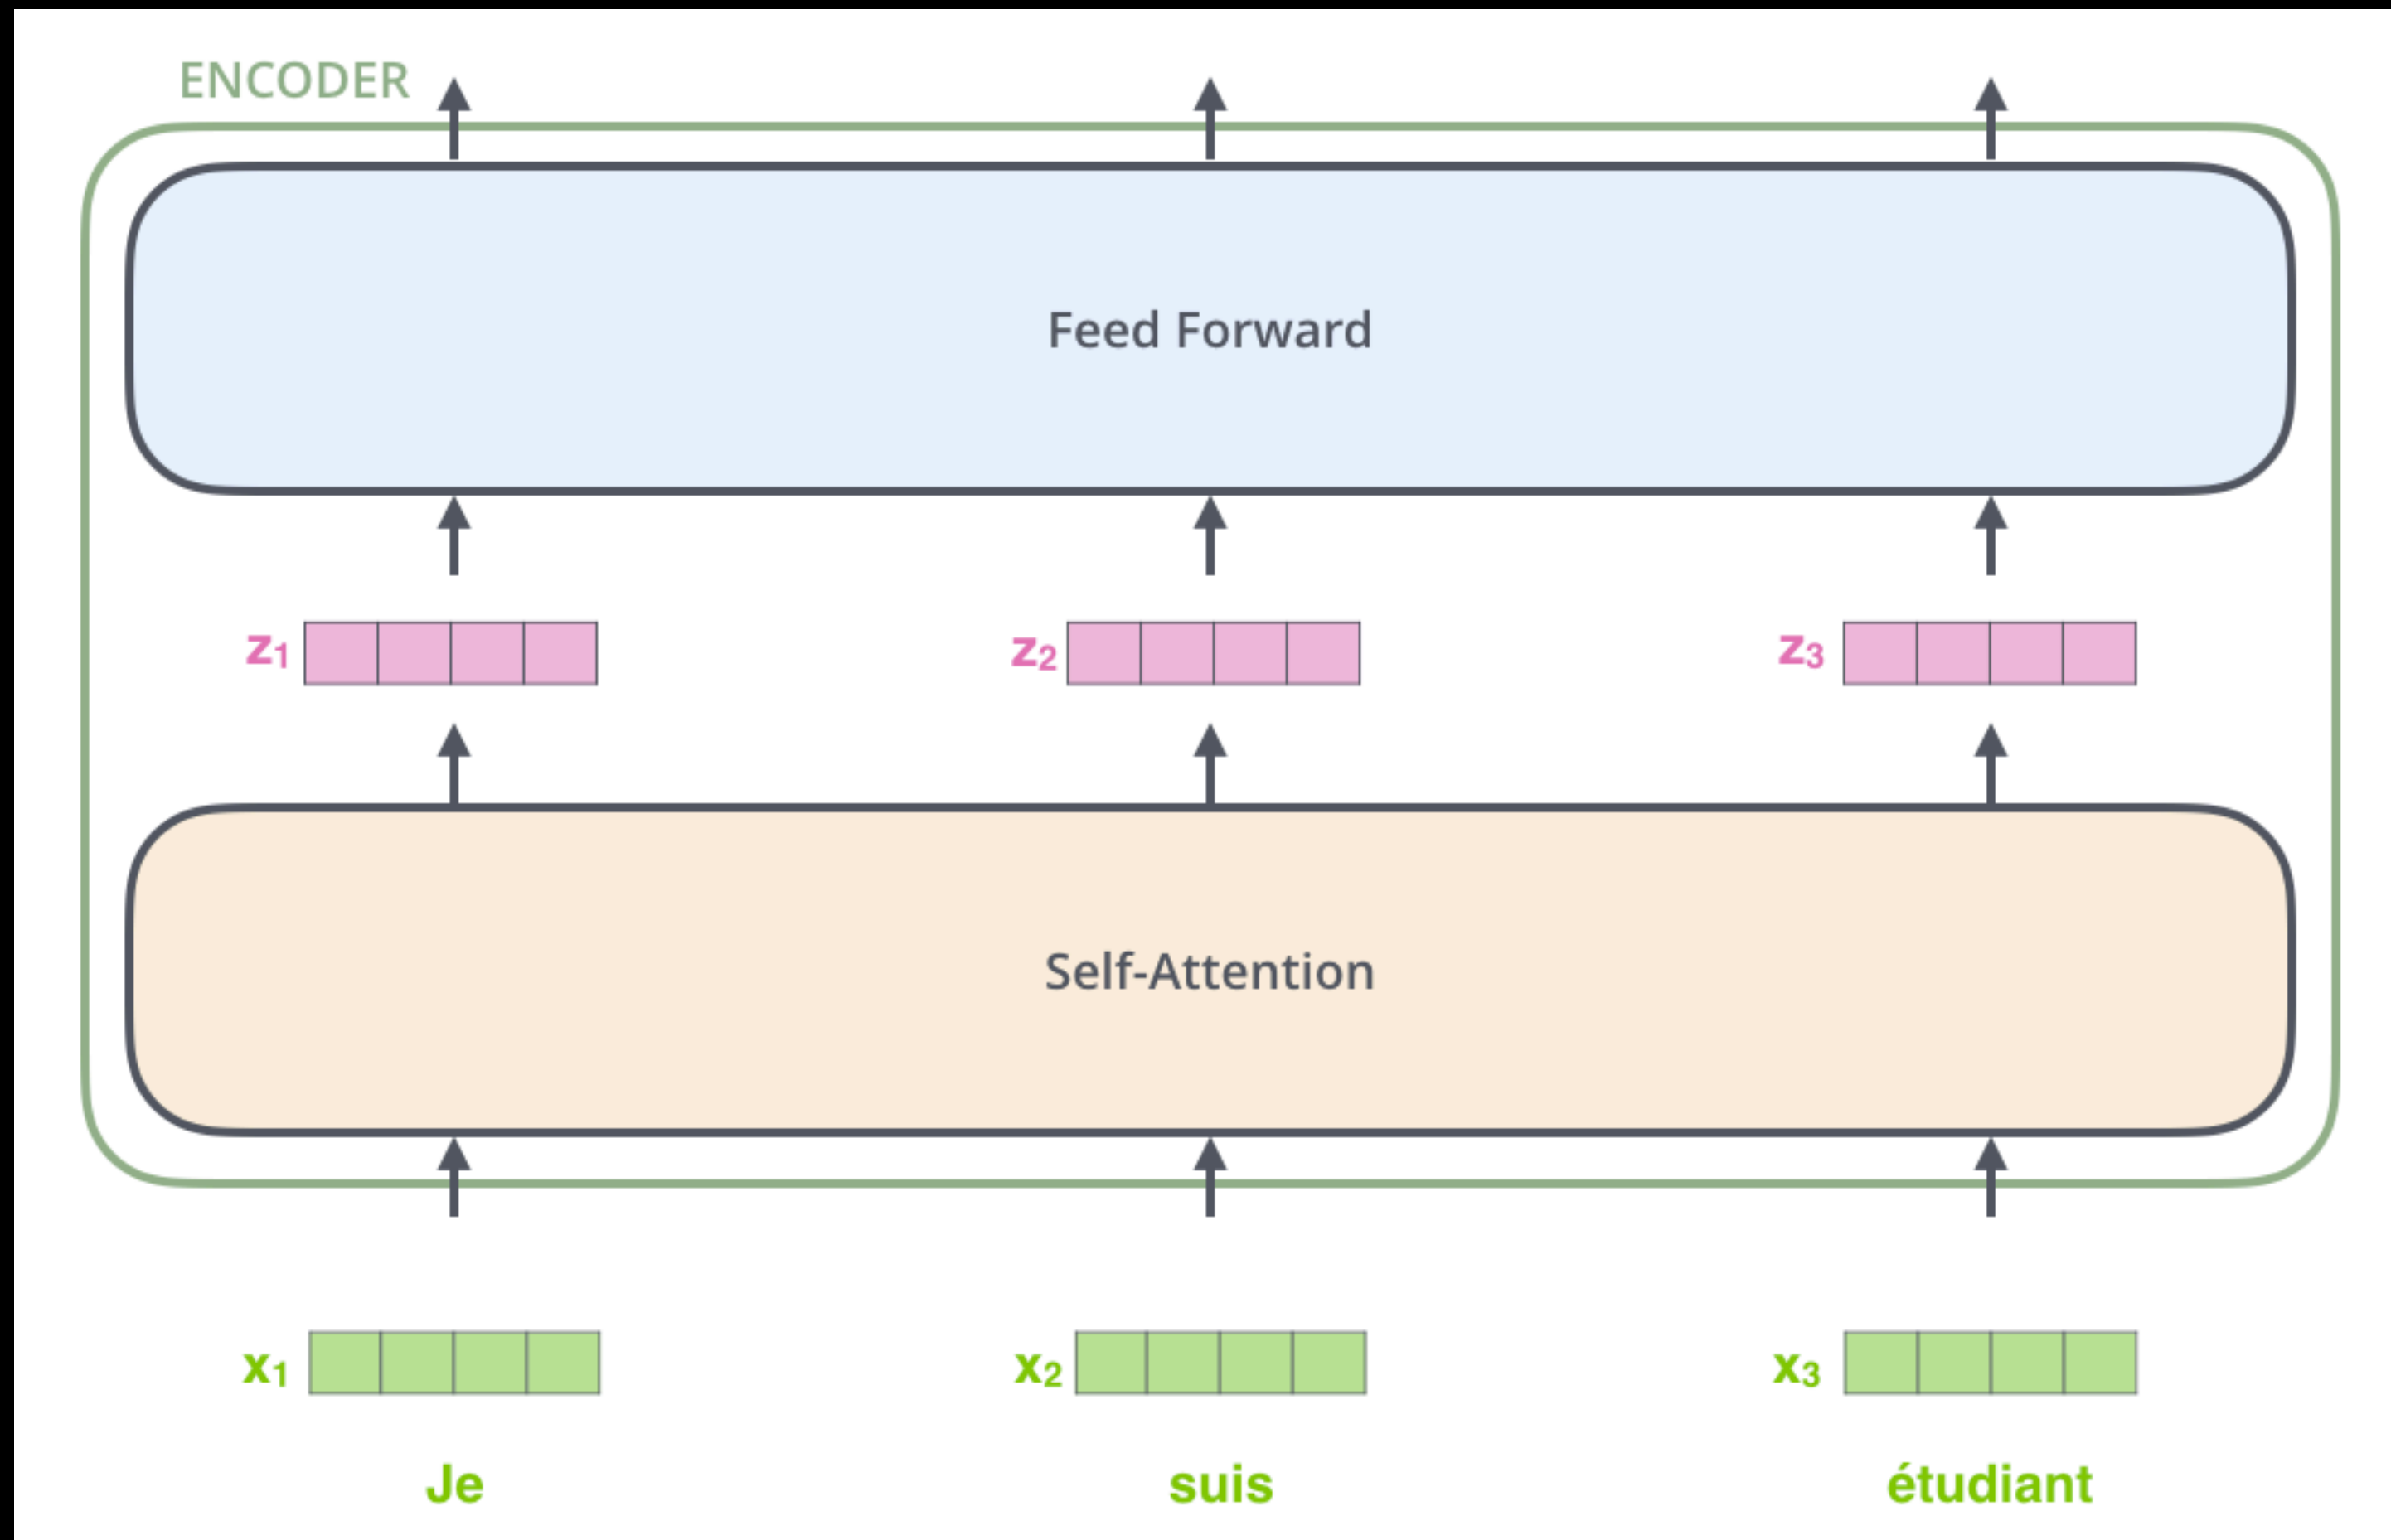 ENCODER
Feed Forward
z₁ z₂ z₃
Self-Attention
x₁ x₂ x₃
Je suis étudiant